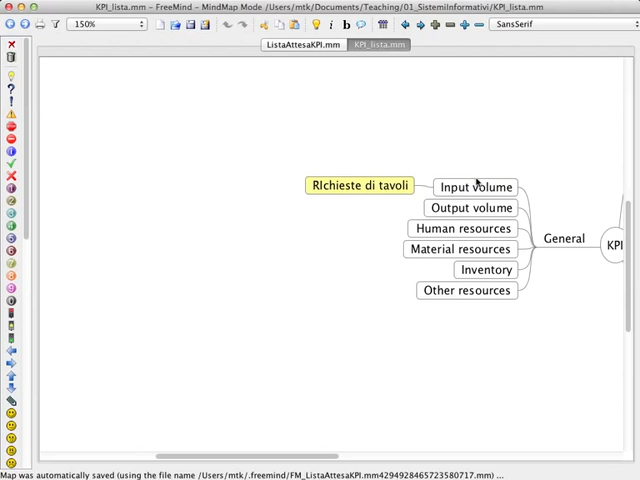 KPI_lista.mm – FreeMind – MindMap Mode /Users/mtk/Documents/Teaching/01_SistemiInformativi/KPI_lista.mm
150%
SansSerif
ListaAttesaKPI.mm
KPI_lista.mm
RIchieste di tavoli
Input volume
Output volume
Human resources
General
KPI
Material resources
Inventory
Other resources
Map was automatically saved (using the file name /Users/mtk/.freemind/FM_ListaAttesaKPI.mm4294928465723580717.mm) ...